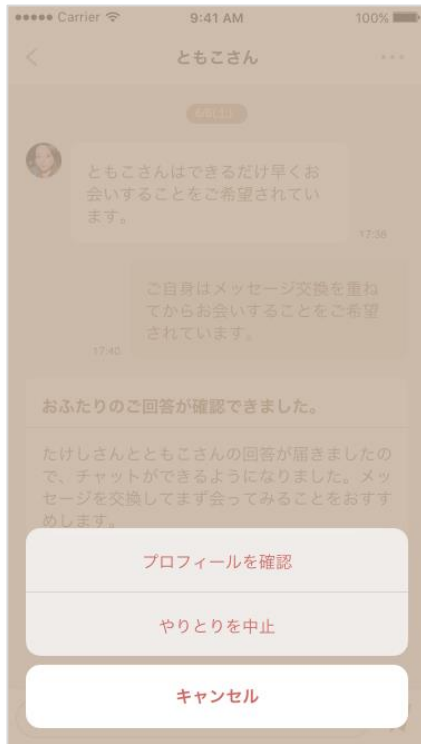 Carrier 9:41 AM 100%
ともこさん
6/8(土)
ともこさんはできるだけ早くお
会いすることをご希望されてい
ます。
17:38
ご自身はメッセージ交換を重ね
てからお会いすることをご希望
されています。
17:40
おふたりのご回答が確認できました。
たけしさんとともこさんの回答が届きましたの
で、チャットができるようになりました。メッ
セージを交換してまず会ってみることをおすす
めします。
プロフィールを確認
やりとりを中止
キャンセル